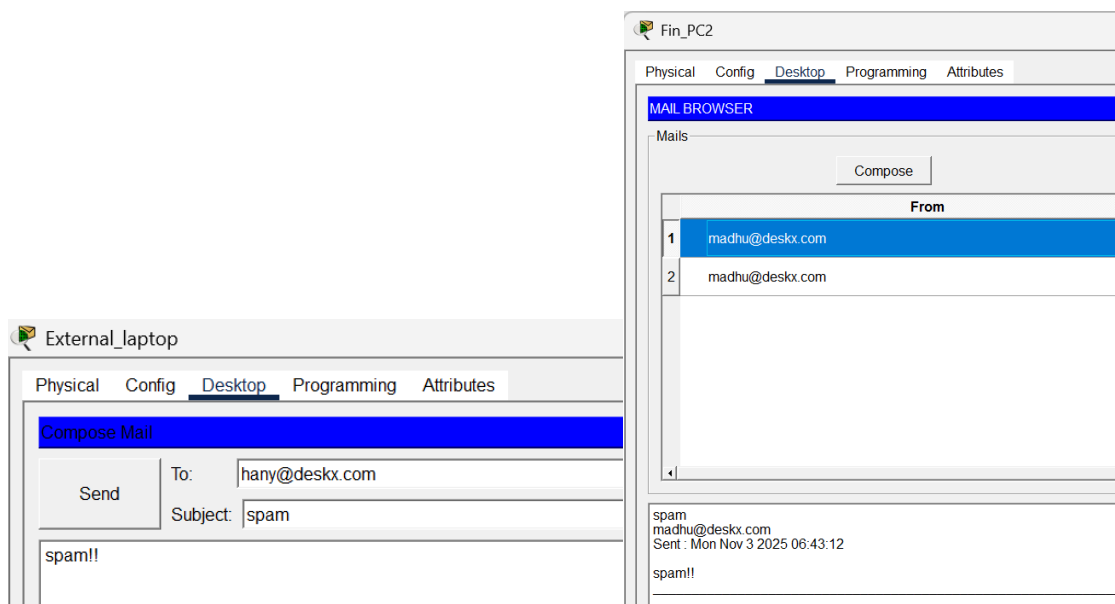 External_laptop
Physical Config Desktop Programming Attributes
Compose Mail
Send
To: hany@deskx.com
Subject: spam
spam!!
Fin_PC2
Physical Config Desktop Programming Attributes
MAIL BROWSER
Mails
Compose
From
1 madhu@deskx.com
2 madhu@deskx.com
spam
madhu@deskx.com
Sent : Mon Nov 3 2025 06:43:12
spam!!